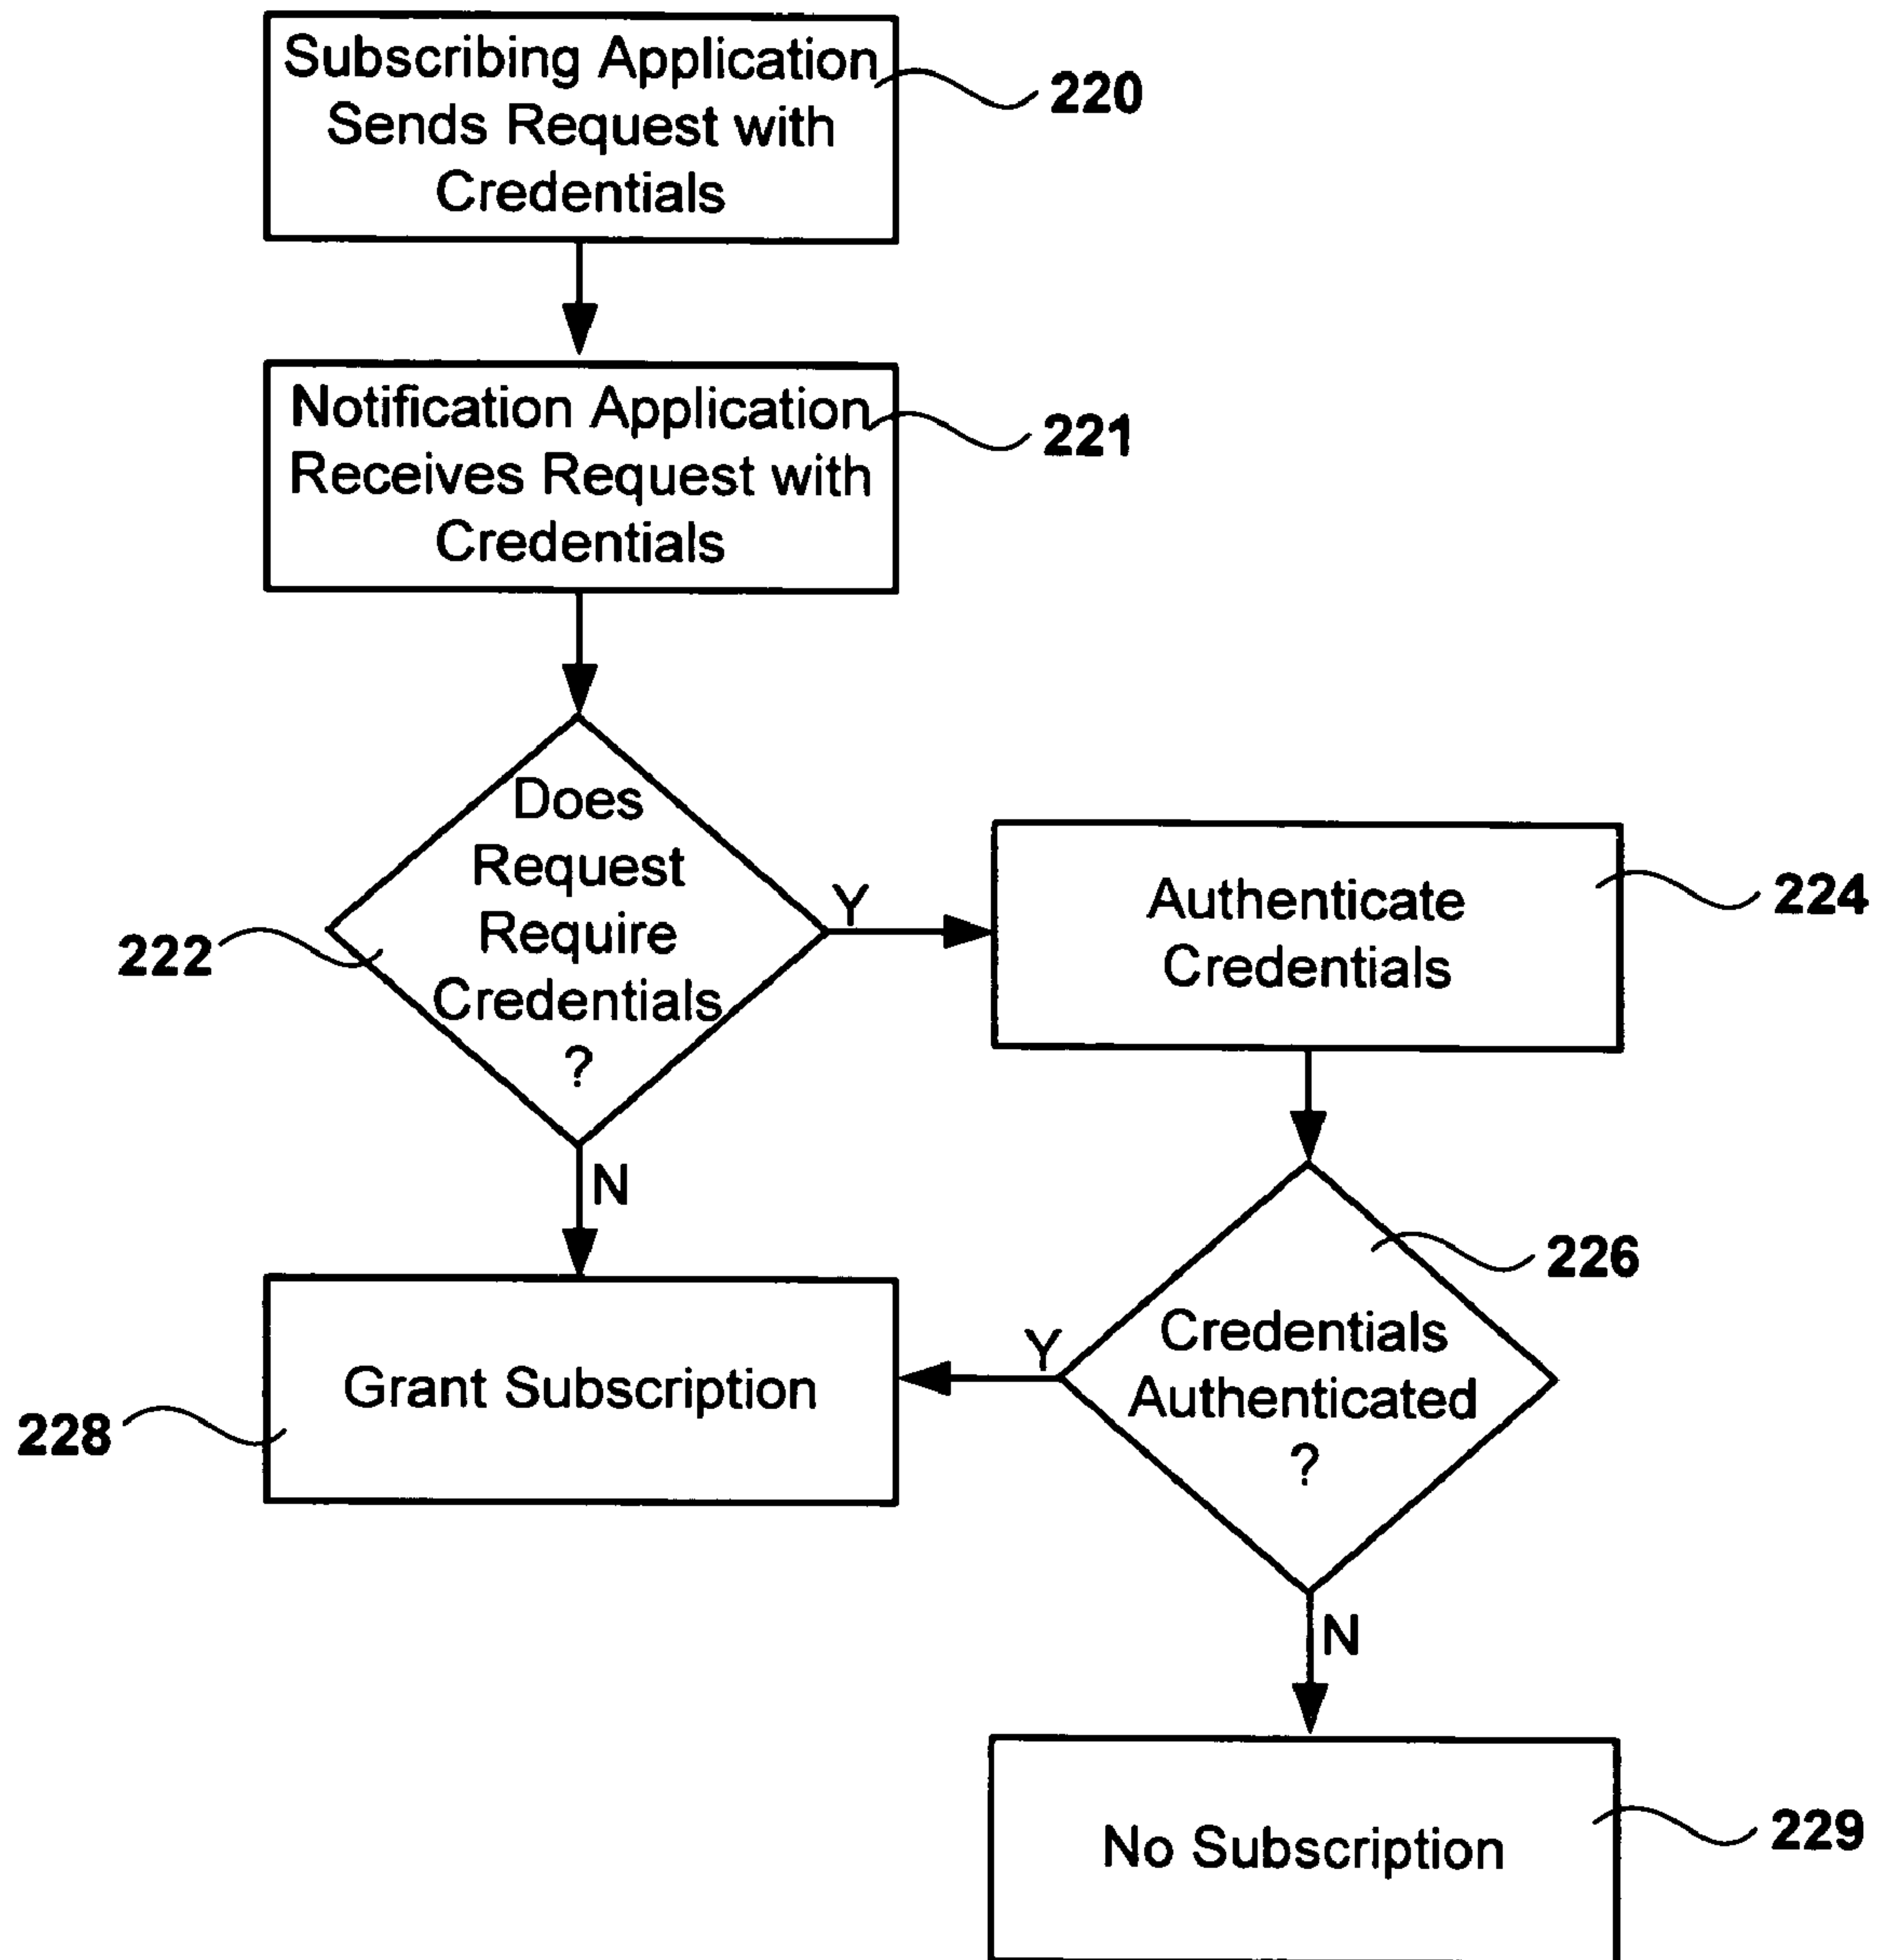 Subscribing Application
Sends Request with
Credentials
220
Notification Application
Receives Request with
Credentials
221
Does
Request
Require
Credentials
?
222
Y
N
Authenticate
Credentials
224
Credentials
Authenticated
?
226
Y
N
Grant Subscription
228
No Subscription
229